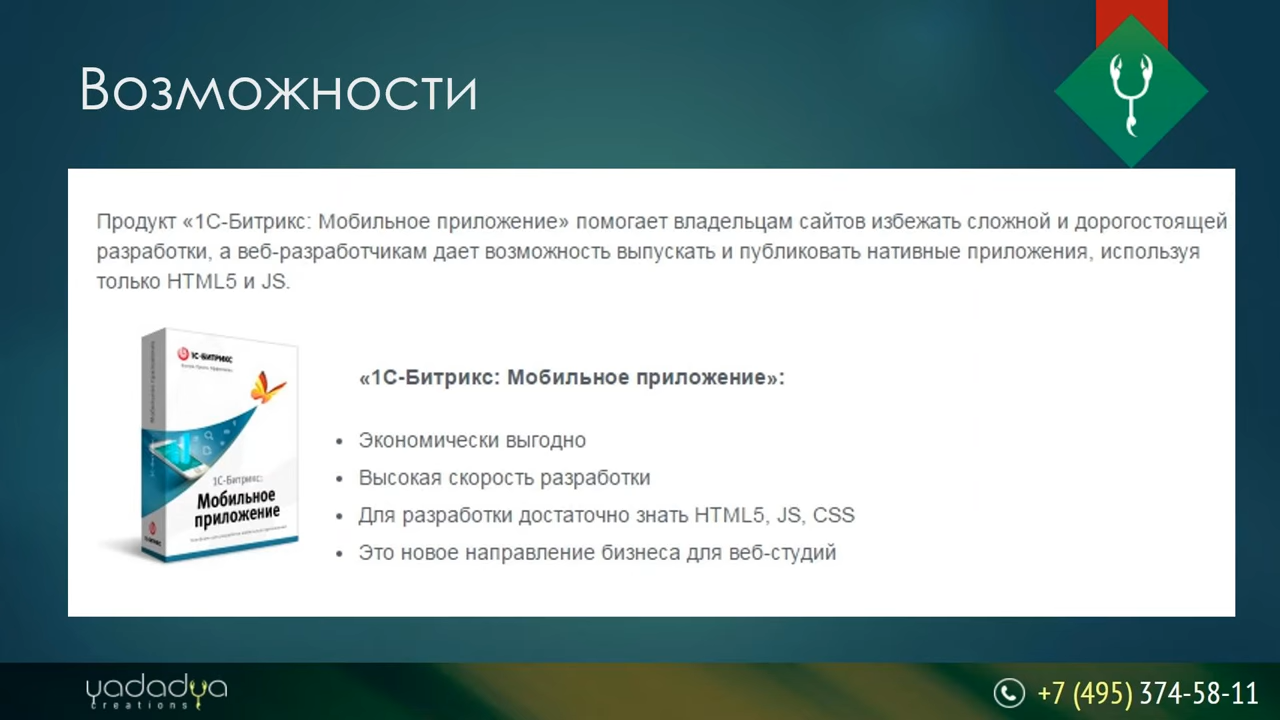 Возможности
Продукт «1С-Битрикс: Мобильное приложение» помогает владельцам сайтов избежать сложной и дорогостоящей
разработки, а веб-разработчикам дает возможность выпускать и публиковать нативные приложения, используя
только HTML5 и JS.
1С-БИТРИКС
1С-Битрикс:
Мобильное
приложение
«1С-Битрикс: Мобильное приложение»:
• Экономически выгодно
• Высокая скорость разработки
• Для разработки достаточно знать HTML5, JS, CSS
• Это новое направление бизнеса для веб-студий
yadadya
creations
+7 (495) 374-58-11